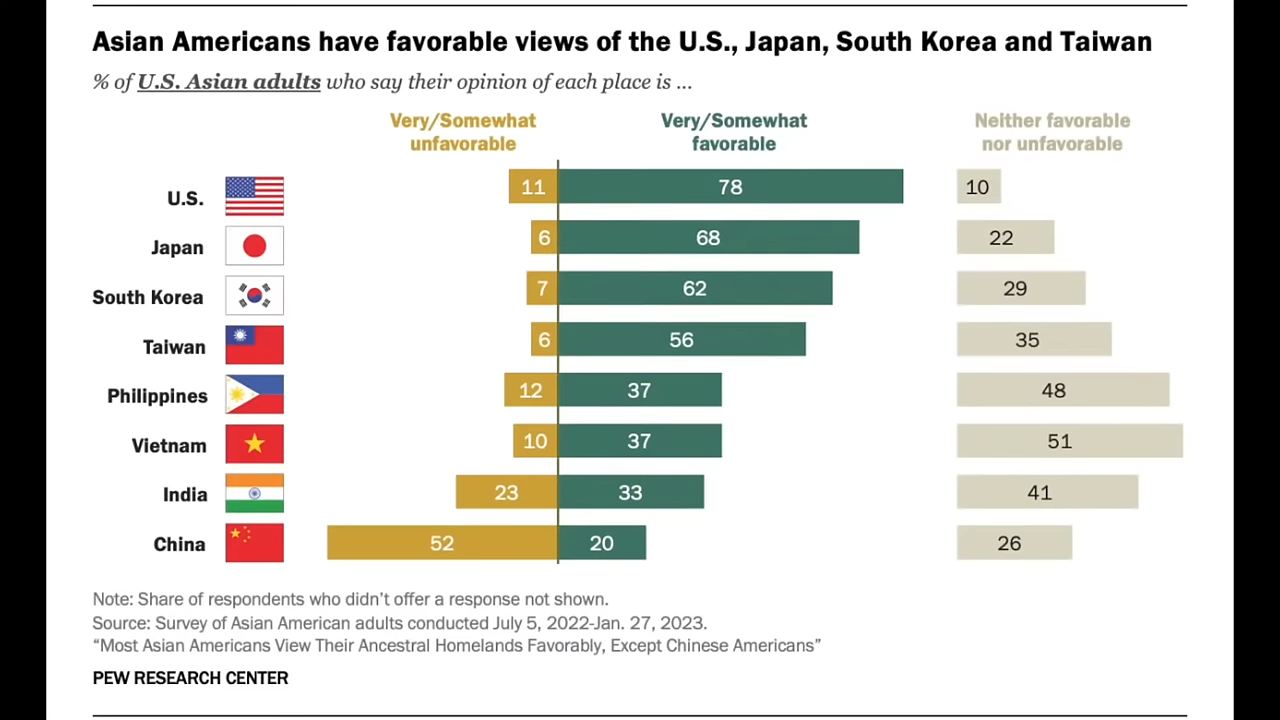 Asian Americans have favorable views of the U.S., Japan, South Korea and Taiwan
% of U.S. Asian adults who say their opinion of each place is ...
Very/Somewhat unfavorable
Very/Somewhat favorable
Neither favorable nor unfavorable
U.S. 11 78 10
Japan 6 68 22
South Korea 7 62 29
Taiwan 6 56 35
Philippines 12 37 48
Vietnam 10 37 51
India 23 33 41
China 52 20 26
Note: Share of respondents who didn’t offer a response not shown.
Source: Survey of Asian American adults conducted July 5, 2022-Jan. 27, 2023.
“Most Asian Americans View Their Ancestral Homelands Favorably, Except Chinese Americans”
PEW RESEARCH CENTER